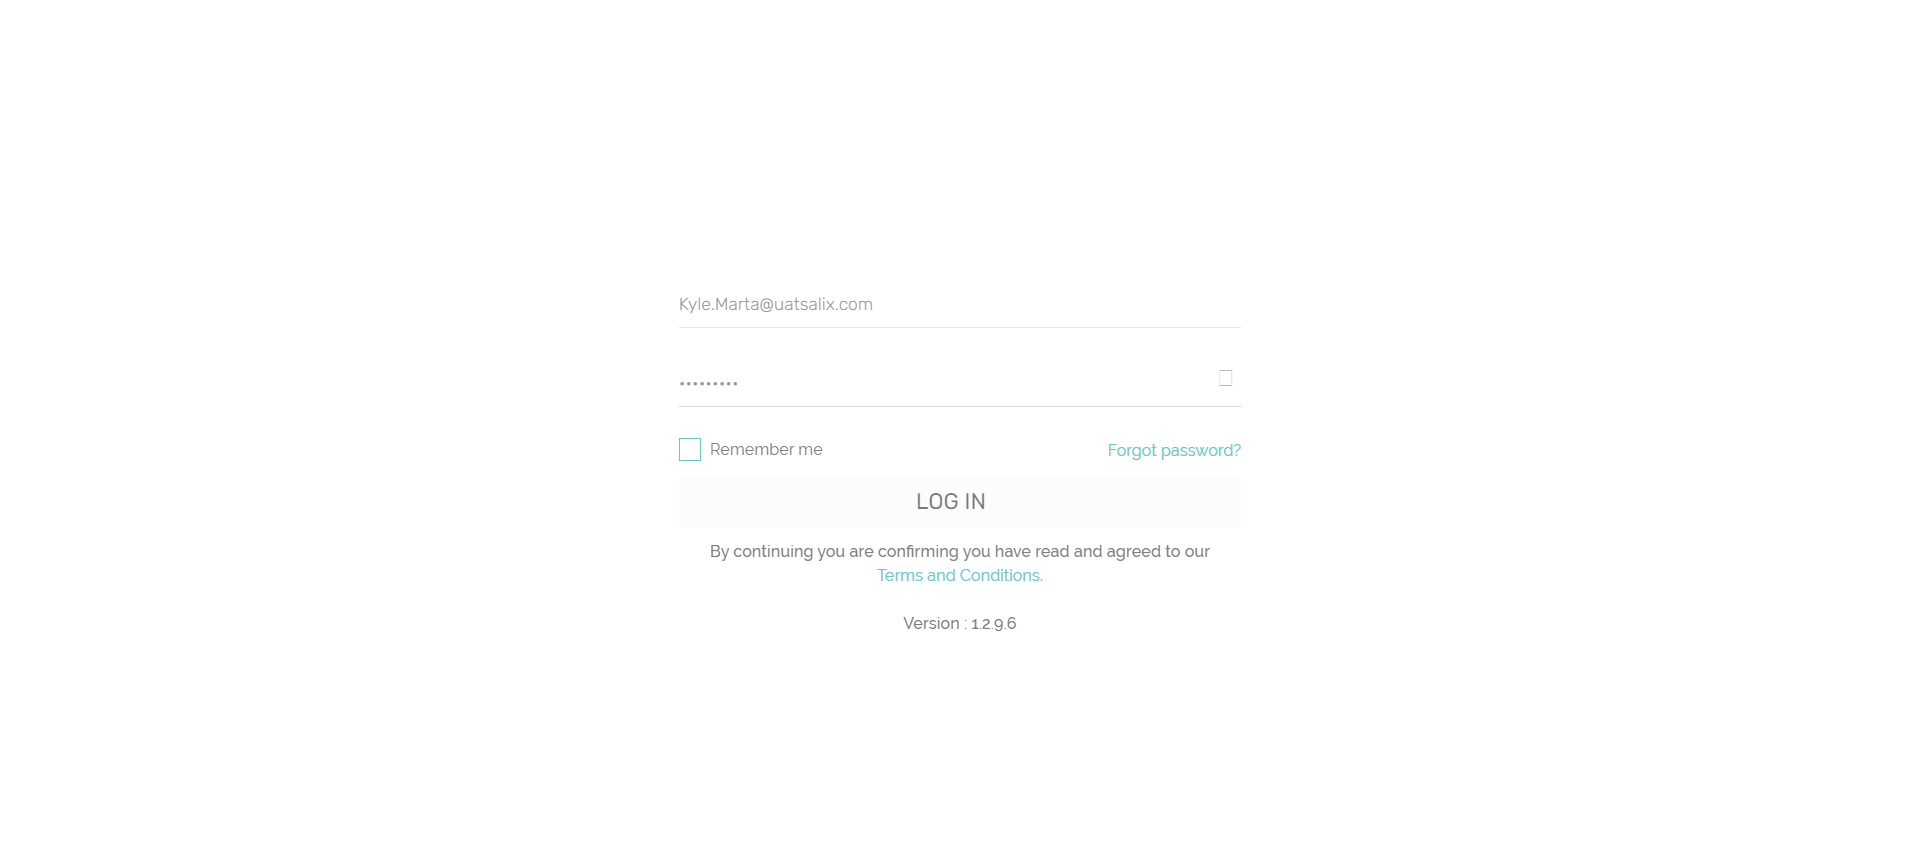 Kyle.Marta@uatsalix.com
•••••••••
Remember me
Forgot password?
LOG IN
By continuing you are confirming you have read and agreed to our
Terms and Conditions.
Version : 1.2.9.6